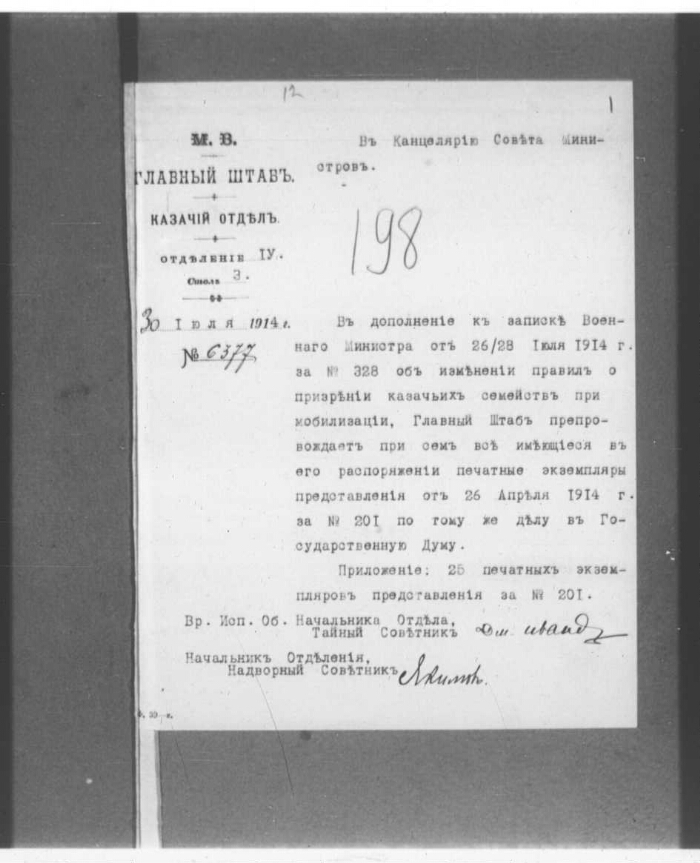 12
1
М. В.
ГЛАВНЫЙ ШТАБЪ.
КАЗАЧІЙ ОТДѢЛЪ.
ОТДѢЛЕНІЕ IУ.
Столъ 3.
30 Іюля 1914 г.
№ 6377
Въ Канцелярію Совѣта Мини-
стровъ.
198
Въ дополненіе къ запискѣ Воен-
наго Министра отъ 26/28 Іюля 1914 г.
за № 328 объ измѣненіи правилъ о
призрѣніи казачьихъ семействъ при
мобилизаціи, Главный Штабъ препро-
вождаетъ при семъ всѣ имѣющіеся въ
его распоряженіи печатные экземпляры
представленія отъ 26 Апрѣля 1914 г.
за № 201 по тому же дѣлу въ Го-
сударственную Думу.
Приложеніе: 25 печатныхъ экзем-
пляровъ представленія за № 201.
Вр. Исп. Об. Начальника Отдѣла,
Тайный Совѣтникъ
Начальникъ Отдѣленія,
Надворный Совѣтникъ